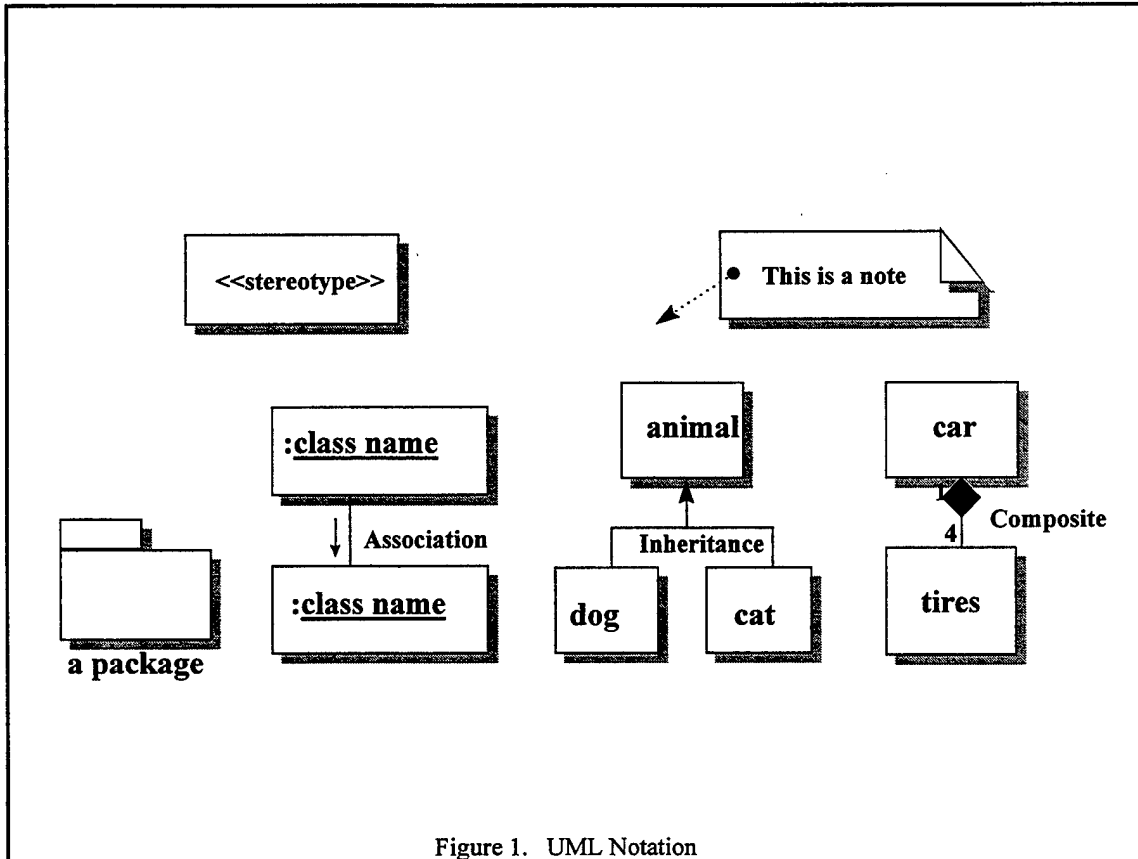 <<stereotype>>
This is a note
:class name
animal
car
1
Composite
Association
Inheritance
4
:class name
dog
cat
tires
a package
Figure 1. UML Notation